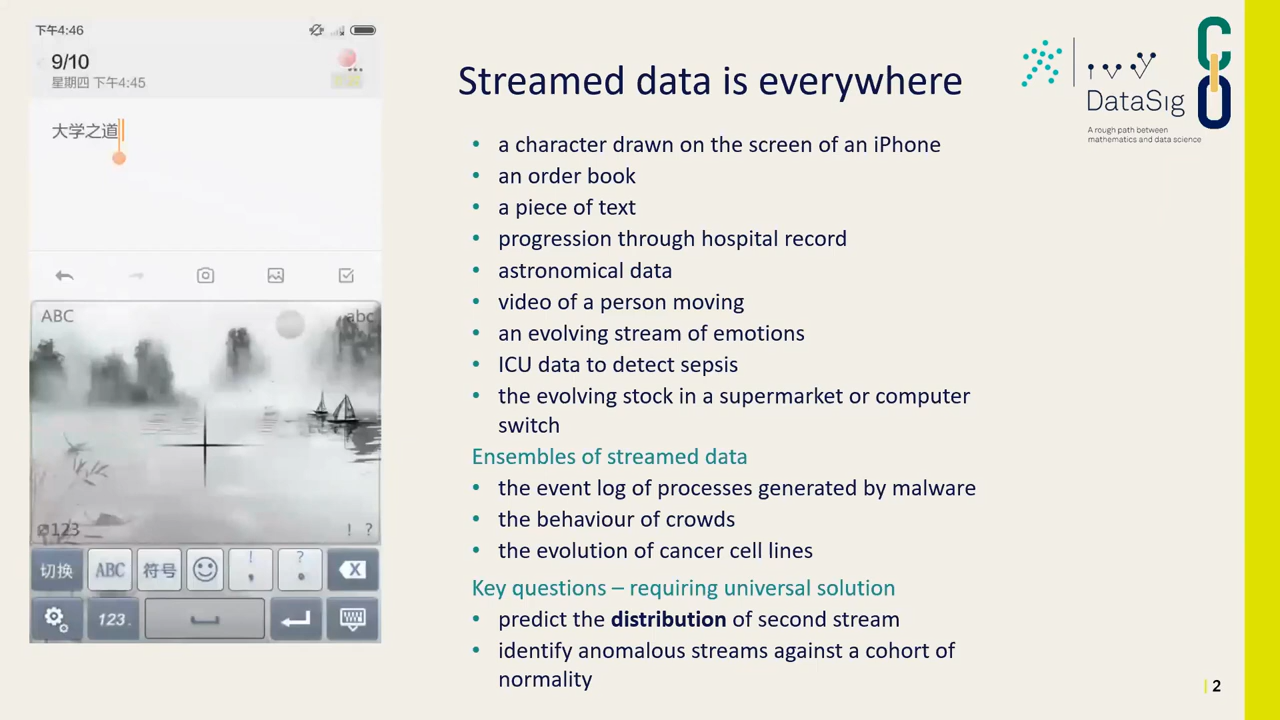 下午4:46
9/10
星期四 下午4:45
大学之道
ABC
abc
123
! ?
切换
ABC
符号
! ,
? .
123.
Streamed data is everywhere
• a character drawn on the screen of an iPhone
• an order book
• a piece of text
• progression through hospital record
• astronomical data
• video of a person moving
• an evolving stream of emotions
• ICU data to detect sepsis
• the evolving stock in a supermarket or computer
switch
Ensembles of streamed data
• the event log of processes generated by malware
• the behaviour of crowds
• the evolution of cancer cell lines
Key questions – requiring universal solution
• predict the distribution of second stream
• identify anomalous streams against a cohort of
normality
DataSig
A rough path between
mathematics and data science
| 2